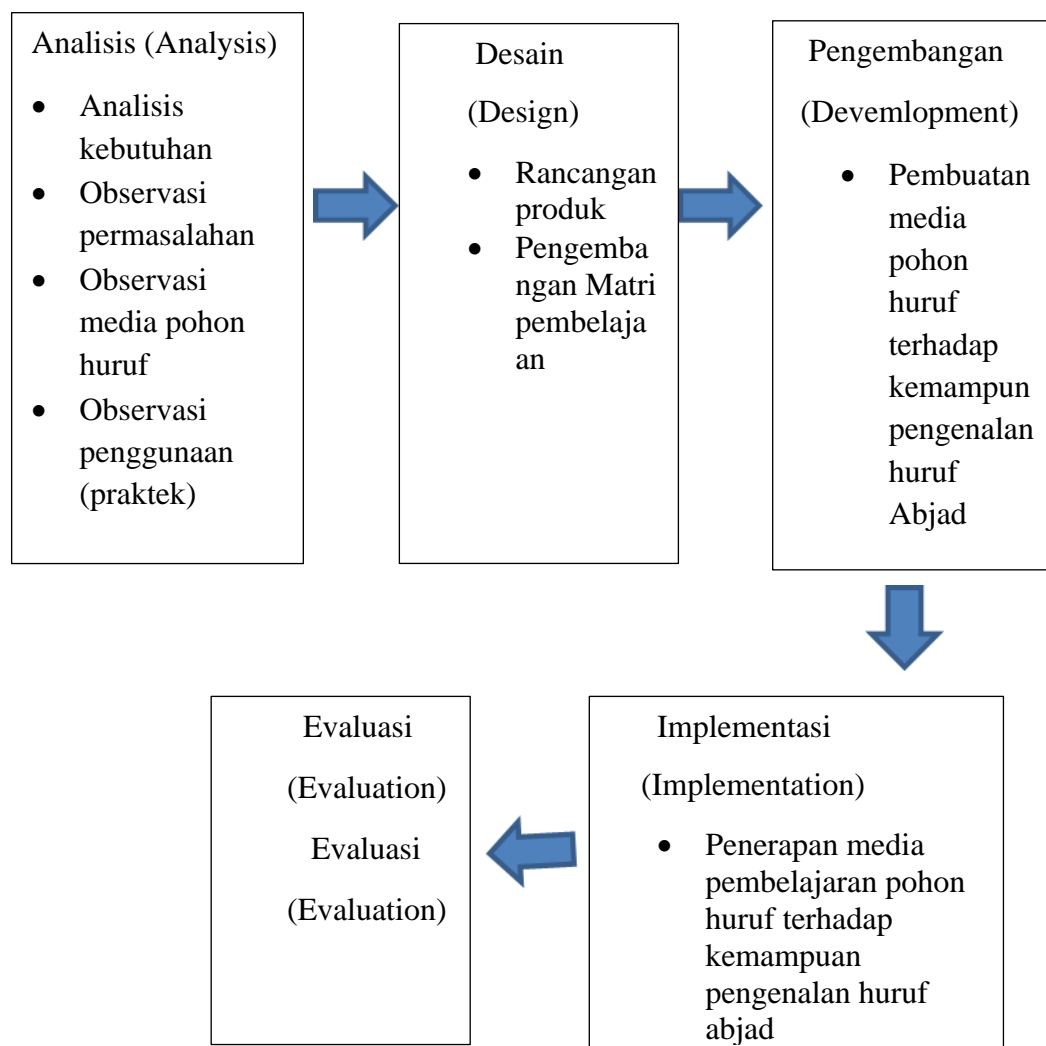 Analisis (Analysis)
• Analisis
kebutuhan
• Observasi
permasalahan
• Observasi
media pohon
huruf
• Observasi
penggunaan
(praktek)
Desain
(Design)
• Rancangan
produk
• Pengemba
ngan Matri
pembelaja
an
Pengembangan
(Devemlopment)
• Pembuatan
media
pohon
huruf
terhadap
kemampun
pengenalan
huruf
Abjad
Implementasi
(Implementation)
• Penerapan media
pembelajaran pohon
huruf terhadap
kemampuan
pengenalan huruf
abjad
Evaluasi
(Evaluation)
Evaluasi
(Evaluation)